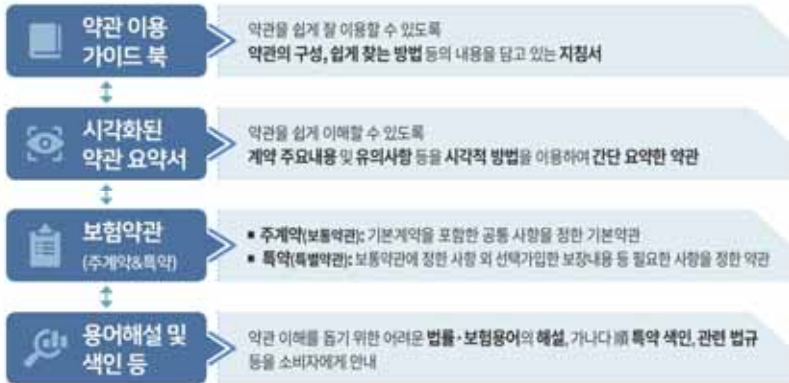 약관 이용
가이드 북
약관을 쉽게 잘 이용할 수 있도록
약관의 구성, 쉽게 찾는 방법 등의 내용을 담고 있는 지침서
시각화된
약관 요약서
약관을 쉽게 이해할 수 있도록
계약 주요내용 및 유의사항 등을 시각적 방법을 이용하여 간단 요약한 약관
보험약관
(주계약&특약)
▪ 주계약(보통약관): 기본계약을 포함한 공통 사항을 정한 기본약관
▪ 특약(특별약관): 보통약관에 정한 사항 외 선택가입한 보장내용 등 필요한 사항을 정한 약관
용어해설 및
색인 등
약관 이해를 돕기 위한 어려운 법률·보험용어의 해설, 가나다 順 특약 색인, 관련 법규
등을 소비자에게 안내